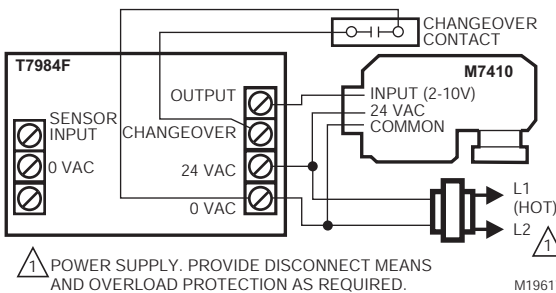 CHANGEOVER
CONTACT
T7984F
M7410
OUTPUT
INPUT (2-10V)
24 VAC
COMMON
SENSOR
INPUT
CHANGEOVER
0 VAC
24 VAC
0 VAC
L1
(HOT)
L2
1
1 POWER SUPPLY. PROVIDE DISCONNECT MEANS
AND OVERLOAD PROTECTION AS REQUIRED.
M1961